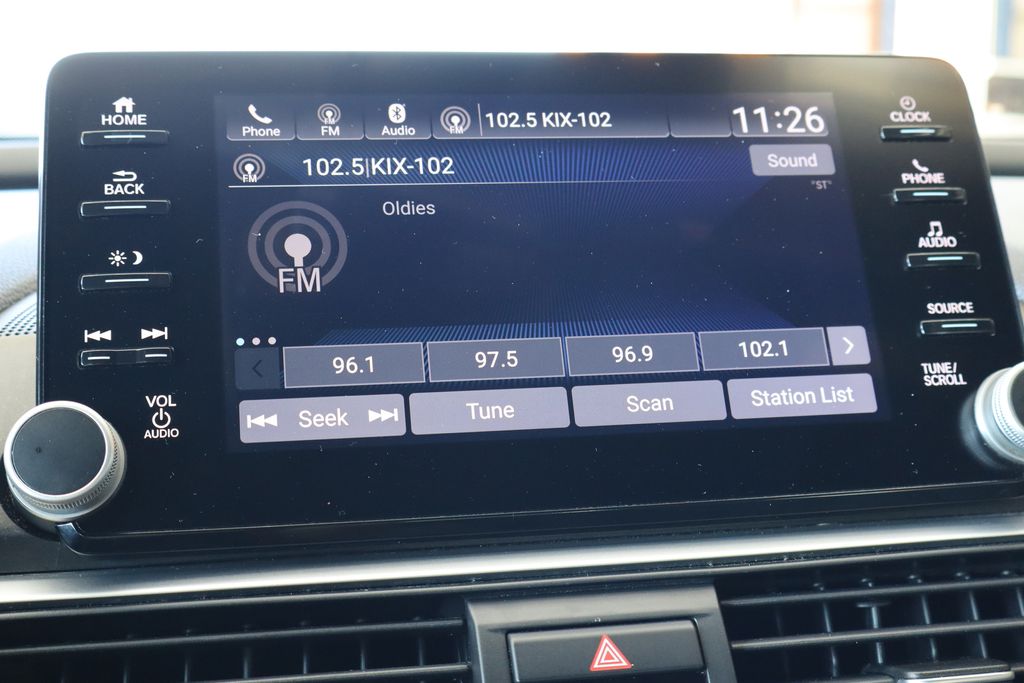 HOME
BACK
VOL
AUDIO
Phone
FM
Audio
FM
102.5 KIX-102
11:26
FM
102.5|KIX-102
Sound
"ST"
Oldies
FM
96.1
97.5
96.9
102.1
Seek
Tune
Scan
Station List
CLOCK
PHONE
AUDIO
SOURCE
TUNE/
SCROLL